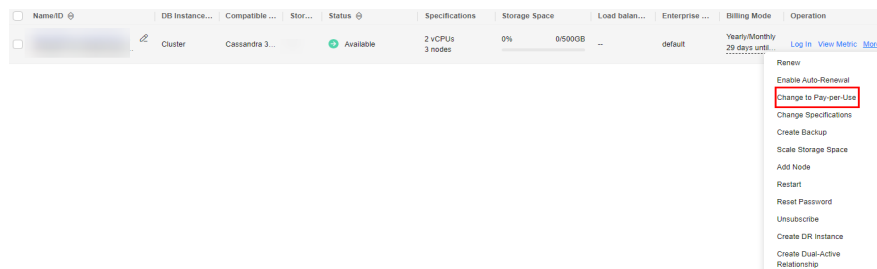 Name/ID DB Instance... Compatible ... Stor... Status Specifications Storage Space Load balan... Enterprise ... Billing Mode Operation
Cluster Cassandra 3... Available 2 vCPUs 0% 0/500GB -- default Yearly/Monthly Log In View Metric More
3 nodes 29 days until...
Renew
Enable Auto-Renewal
Change to Pay-per-Use
Change Specifications
Create Backup
Scale Storage Space
Add Node
Restart
Reset Password
Unsubscribe
Create DR Instance
Create Dual-Active
Relationship